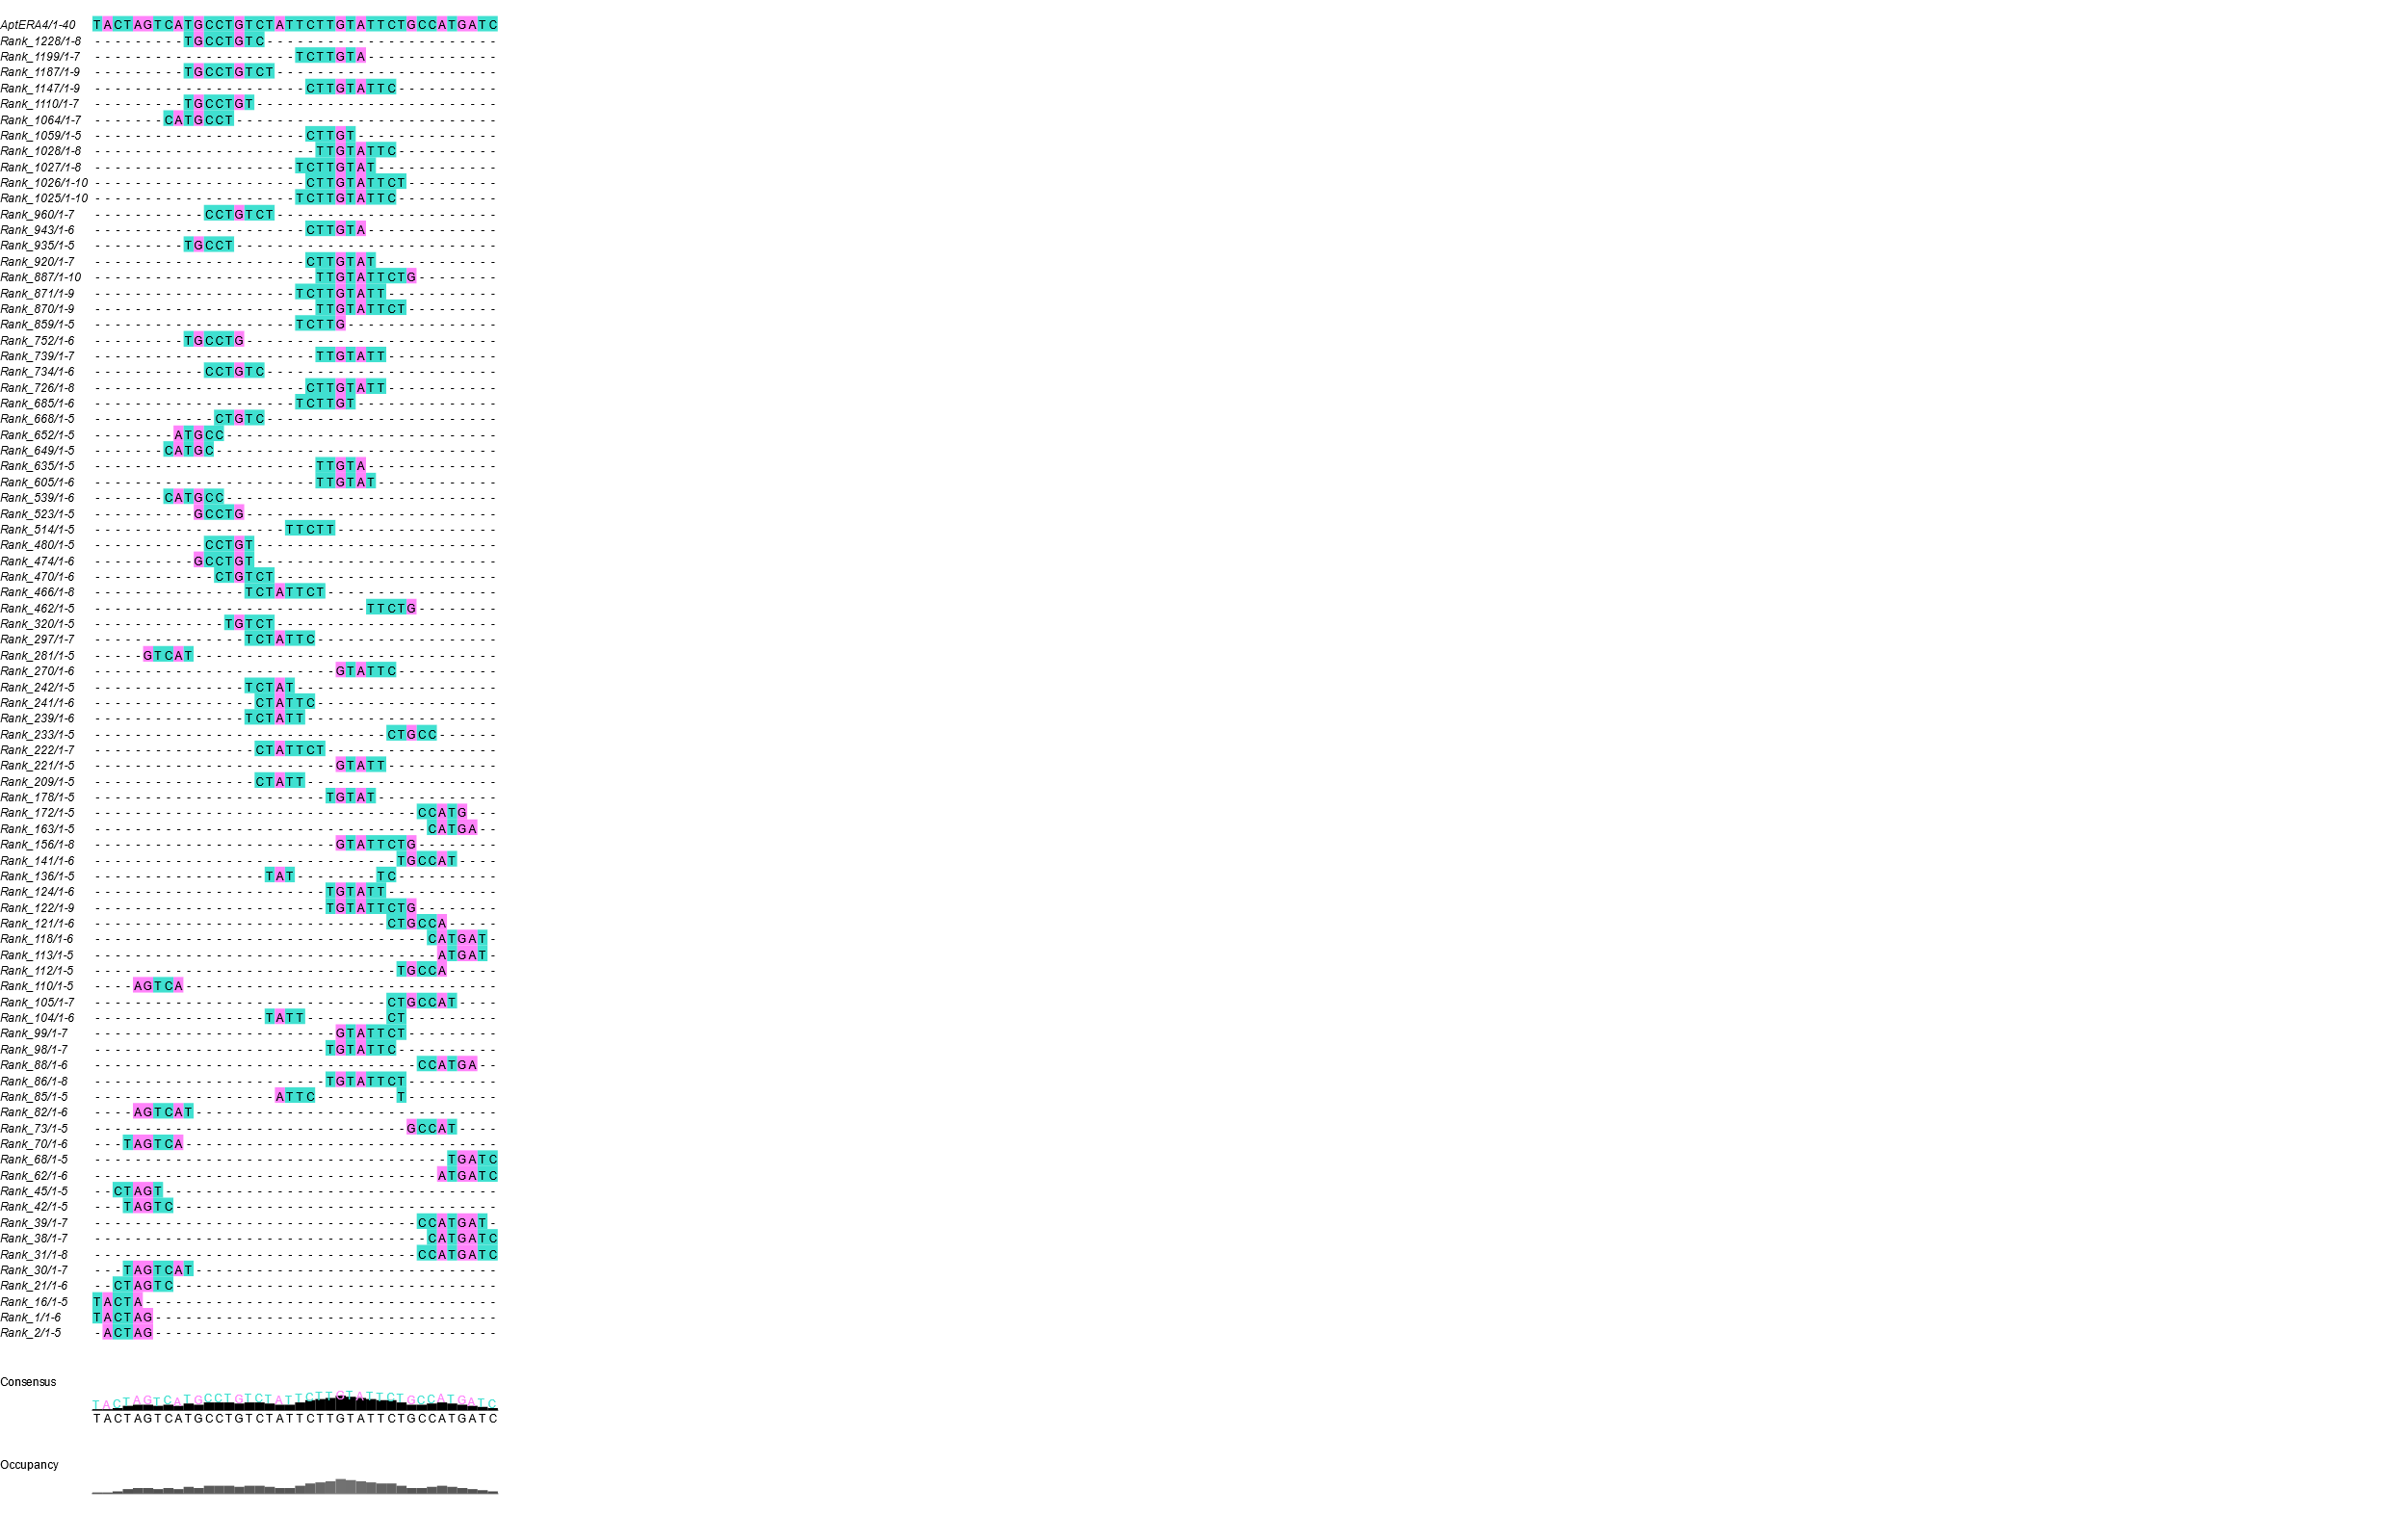 AptERA4/1-40 TACTAGTCATGCCTGTCTATTCTTGTATTCTGCCATGATC
Rank_1228/1-8 TGCCTGTC
Rank_1199/1-7 TCTTGTA
Rank_1187/1-9 TGCCTGTCT
Rank_1147/1-9 CTTGTATTC
Rank_1110/1-7 TGCCTGT
Rank_1064/1-7 CATGCCT
Rank_1059/1-5 CTTGT
Rank_1028/1-8 TTGTATTC
Rank_1027/1-8 TCTTGTAT
Rank_1026/1-10 CTTGTATTCT
Rank_1025/1-10 TCTTGTATTC
Rank_960/1-7 CCTGTCT
Rank_943/1-6 CTTGTA
Rank_935/1-5 TGCCT
Rank_920/1-7 CTTGTAT
Rank_887/1-10 TTGTATTCTG
Rank_871/1-9 TCTTGTATT
Rank_870/1-9 TTGTATTCT
Rank_859/1-5 TCTTG
Rank_752/1-6 TGCCTG
Rank_739/1-7 TTGTATT
Rank_734/1-6 CCTGTC
Rank_726/1-8 CTTGTATT
Rank_685/1-6 TCTTGT
Rank_668/1-5 CTGTC
Rank_652/1-5 ATGCC
Rank_649/1-5 CATGC
Rank_635/1-5 TTGTA
Rank_605/1-6 TTGTAT
Rank_539/1-6 CATGCC
Rank_523/1-5 GCCTG
Rank_514/1-5 TTCTT
Rank_480/1-5 CCTGT
Rank_474/1-6 GCCTGT
Rank_470/1-6 CTGTCT
Rank_466/1-8 TCTATTCT
Rank_462/1-5 TTCTG
Rank_320/1-5 TGTCT
Rank_297/1-7 TCTATTC
Rank_281/1-5 GTCAT
Rank_270/1-6 GTATTC
Rank_242/1-5 TCTAT
Rank_241/1-6 CTATTC
Rank_239/1-6 TCTATT
Rank_233/1-5 CTGCC
Rank_222/1-7 CTATTCT
Rank_221/1-5 GTATT
Rank_209/1-5 CTATT
Rank_178/1-5 TGTAT
Rank_172/1-5 CCATG
Rank_163/1-5 CATGA
Rank_156/1-8 GTATTCTG
Rank_141/1-6 TGCCAT
Rank_136/1-5 TAT TC
Rank_124/1-6 TGTATT
Rank_122/1-9 TGTATTCTG
Rank_121/1-6 CTGCCA
Rank_118/1-6 CATGAT
Rank_113/1-5 ATGAT
Rank_112/1-5 TGCCA
Rank_110/1-5 AGTCA
Rank_105/1-7 CTGCCAT
Rank_104/1-6 TATT CT
Rank_99/1-7 GTATTCT
Rank_98/1-7 TGTATTC
Rank_88/1-6 CCATGA
Rank_86/1-8 TGTATTCT
Rank_85/1-5 ATTC T
Rank_82/1-6 AGTCAT
Rank_73/1-5 GCCAT
Rank_70/1-6 TAGTCA
Rank_68/1-5 TGATC
Rank_62/1-6 ATGATC
Rank_45/1-5 CTAGT
Rank_42/1-5 TAGTC
Rank_39/1-7 CCATGAT
Rank_38/1-7 CATGATC
Rank_31/1-8 CCATGATC
Rank_30/1-7 TAGTCAT
Rank_21/1-6 CTAGTC
Rank_16/1-5 TACTA
Rank_1/1-6 TACTAG
Rank_2/1-5 ACTAG
Consensus
TACTAGTCATGCCTGTCTATTCTTGTATTCTGCCATGATC
TACTAGTCATGCCTGTCTATTCTTGTATTCTGCCATGATC
Occupancy